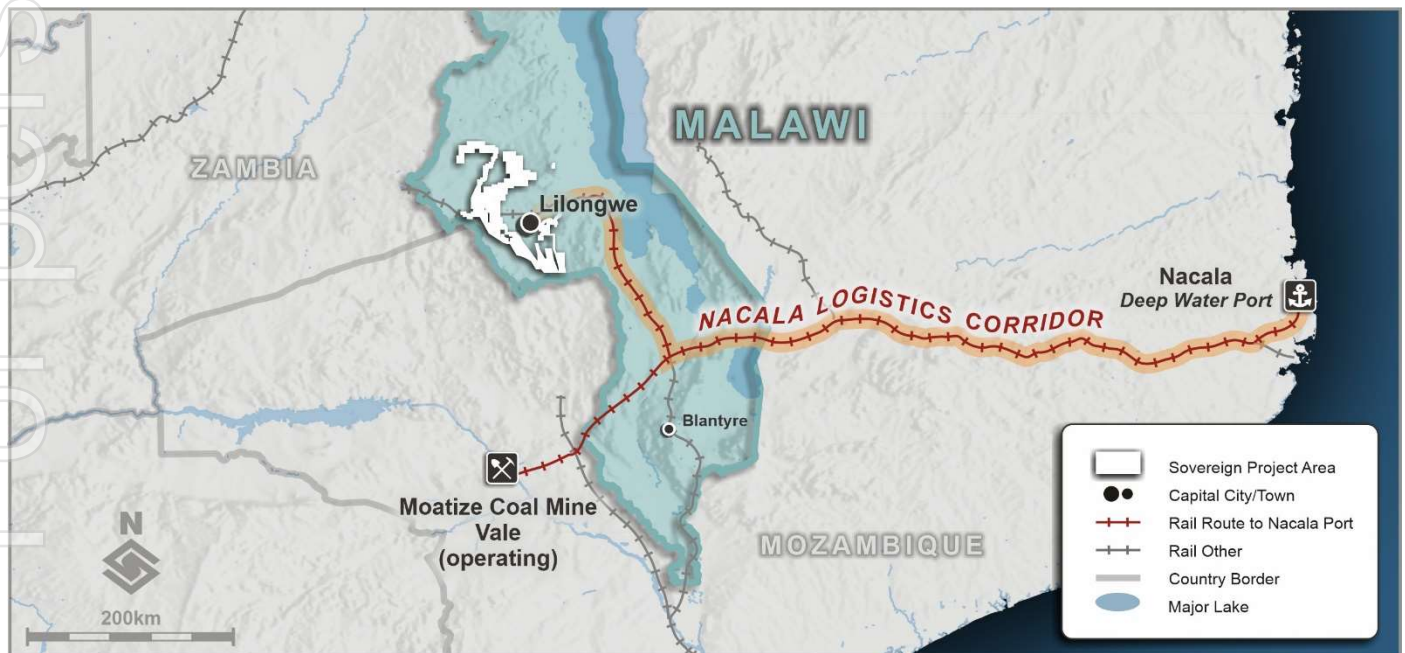 MALAWI
ZAMBIA
Lilongwe
Nacala
Deep Water Port
NACALA LOGISTICS CORRIDOR
Blantyre
Moatize Coal Mine
Vale
(operating)
MOZAMBIQUE
N
200km
Sovereign Project Area
Capital City/Town
Rail Route to Nacala Port
Rail Other
Country Border
Major Lake